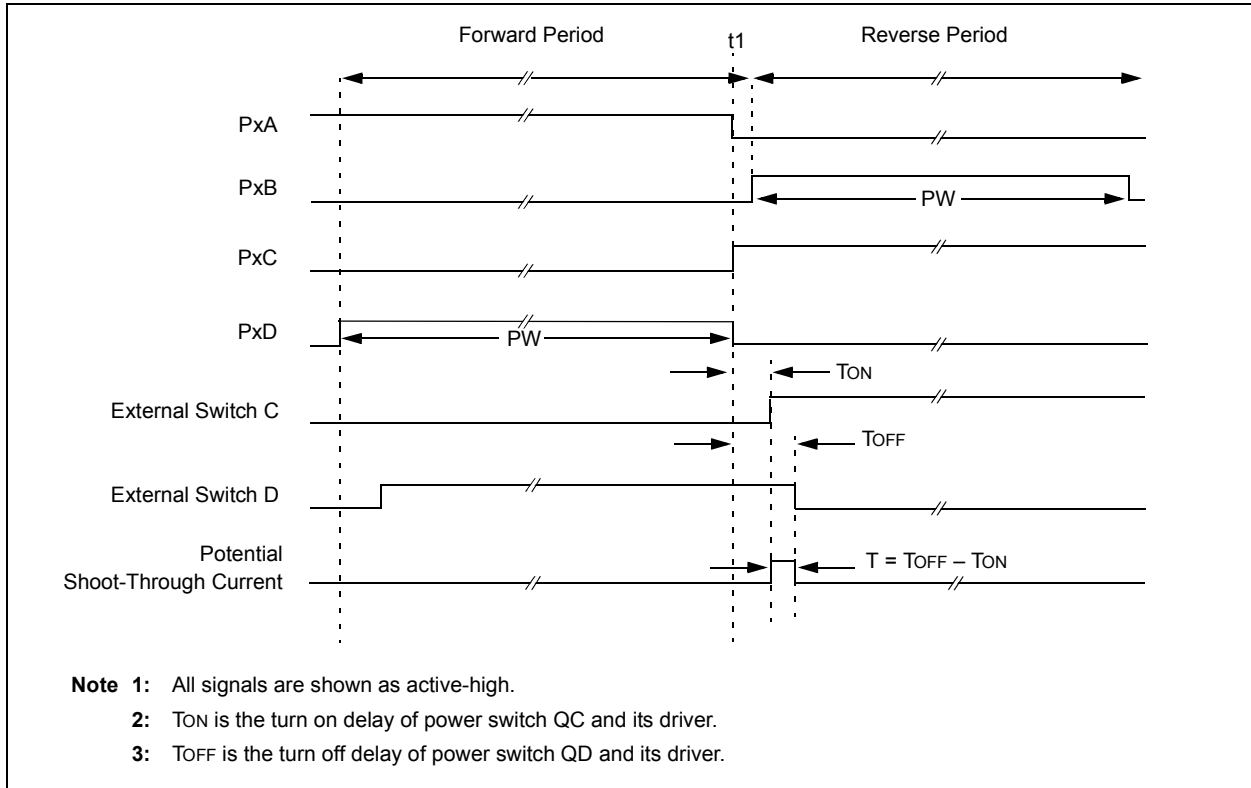 Forward Period
t1
Reverse Period
PxA
PxB
PW
PxC
PxD
PW
TON
External Switch C
TOFF
External Switch D
Potential
Shoot-Through Current
T = TOFF – TON
Note 1: All signals are shown as active-high.
2: TON is the turn on delay of power switch QC and its driver.
3: TOFF is the turn off delay of power switch QD and its driver.